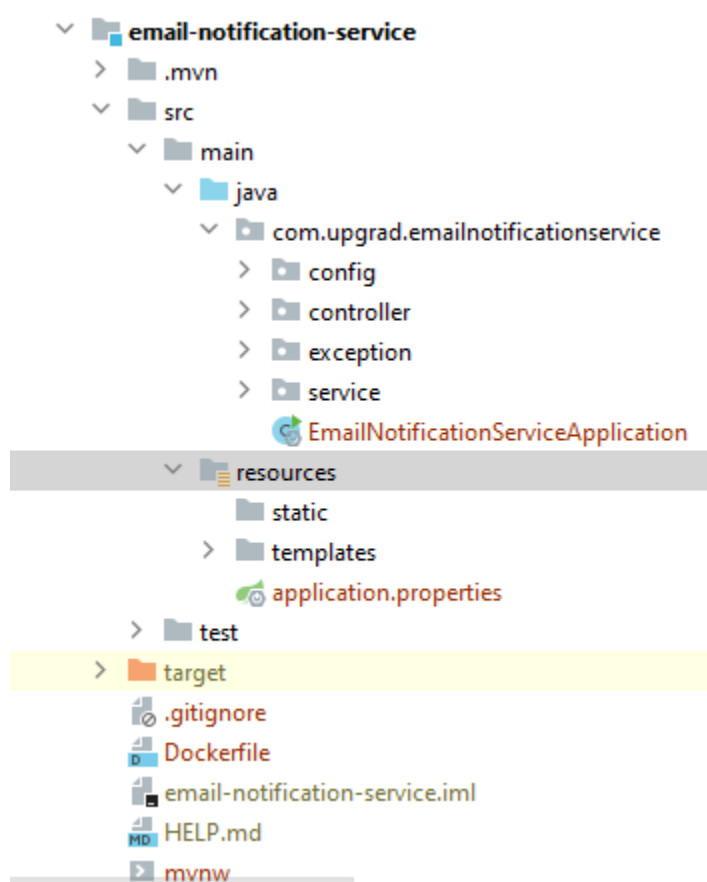 email-notification-service
.mvn
src
main
java
com.upgrad.emailnotificationservice
config
controller
exception
service
EmailNotificationServiceApplication
resources
static
templates
application.properties
test
target
.gitignore
Dockerfile
email-notification-service.iml
HELP.md
mvnw